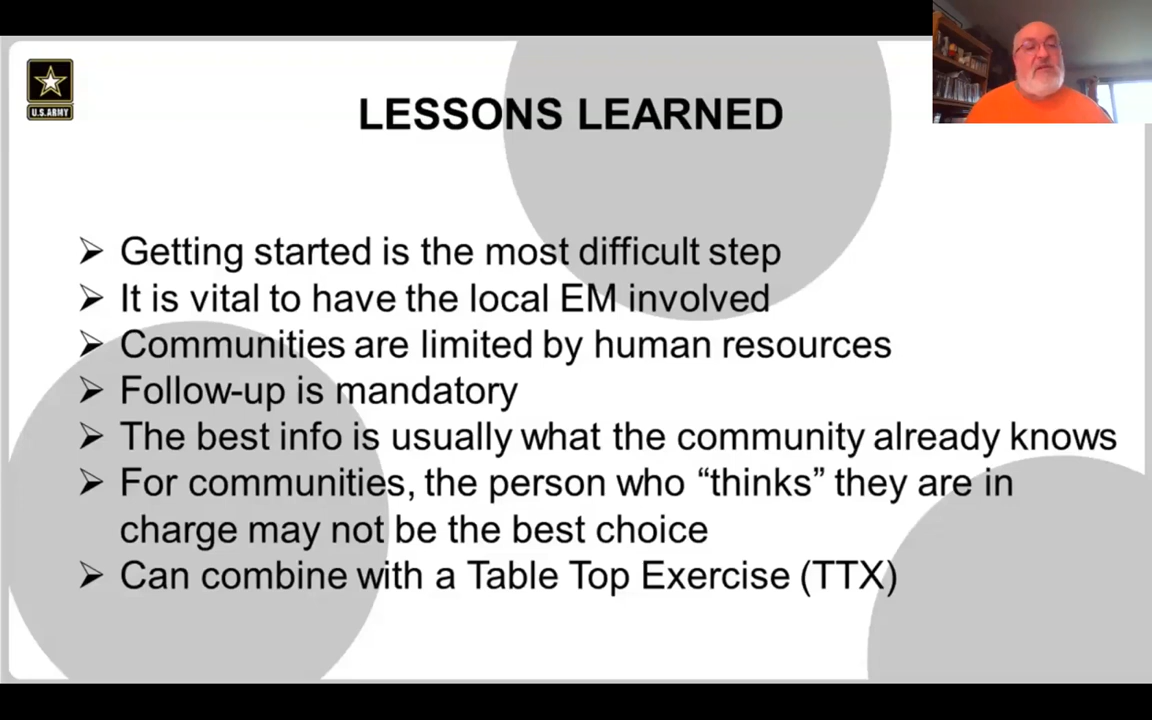 U.S.ARMY
LESSONS LEARNED
➢ Getting started is the most difficult step
➢ It is vital to have the local EM involved
➢ Communities are limited by human resources
➢ Follow-up is mandatory
➢ The best info is usually what the community already knows
➢ For communities, the person who “thinks” they are in
charge may not be the best choice
➢ Can combine with a Table Top Exercise (TTX)